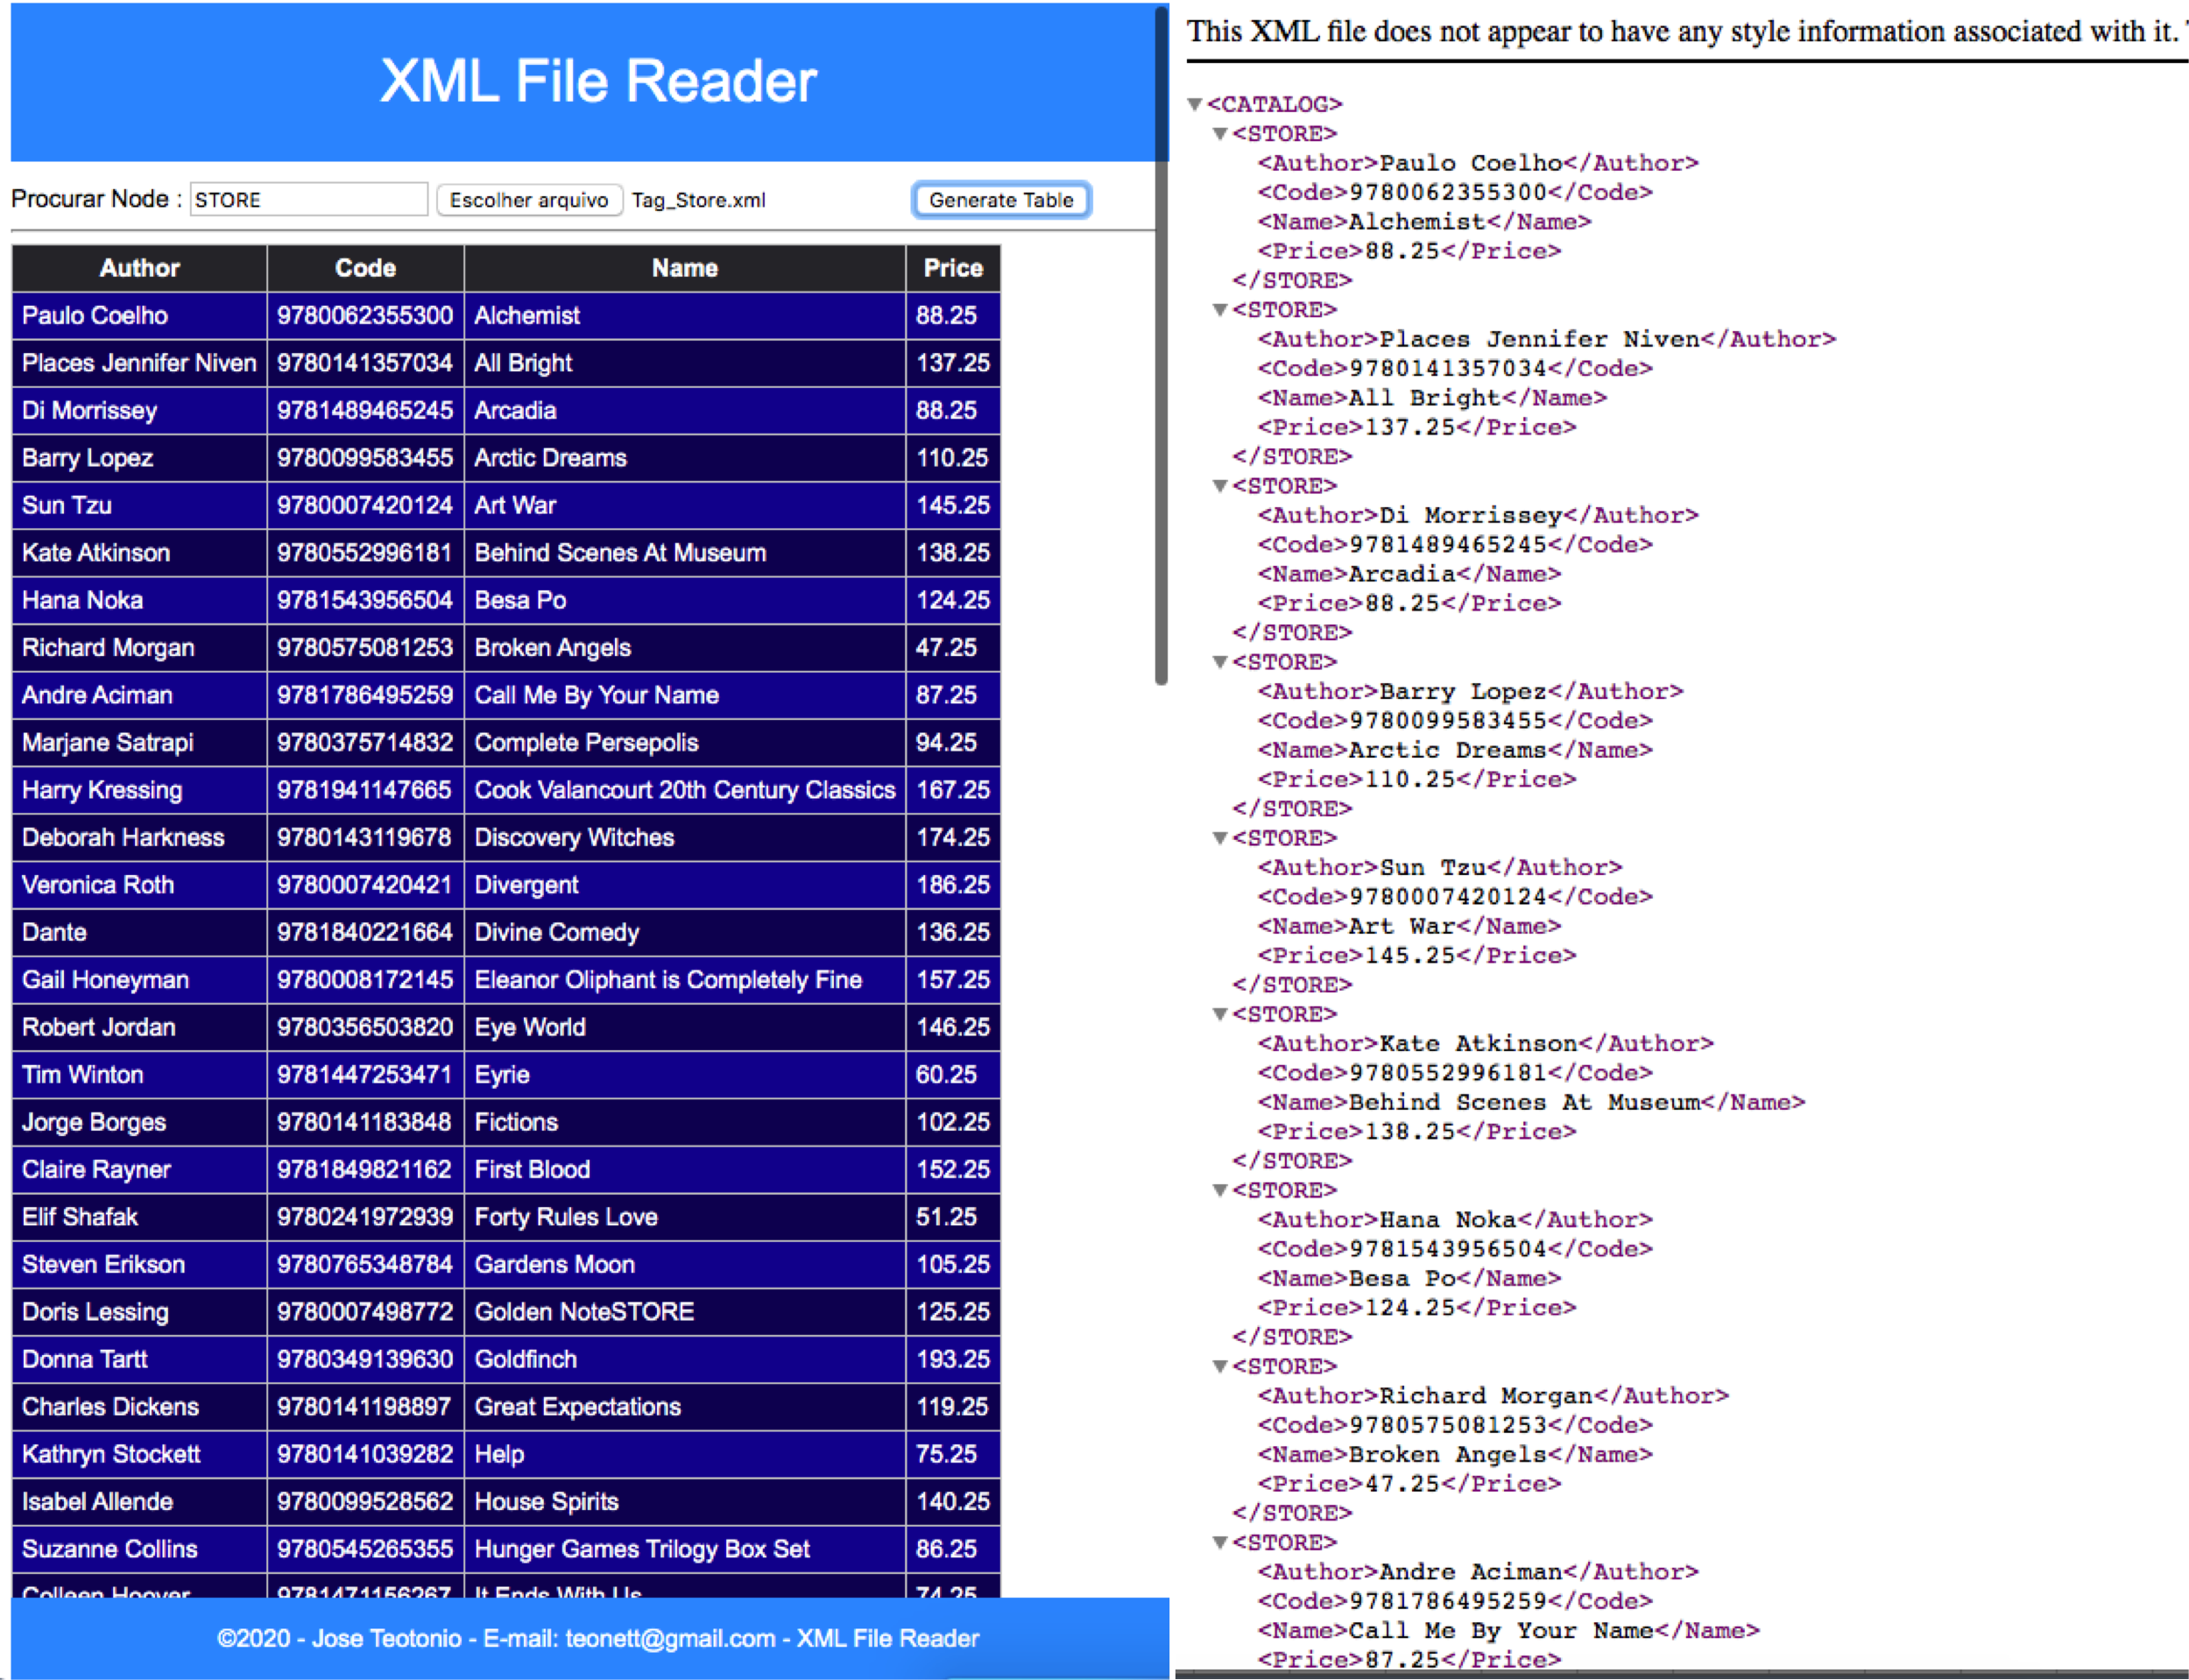 XML File Reader
Procurar Node : STORE Escolher arquivo Tag_Store.xml Generate Table
Author Code Name Price
Paulo Coelho 9780062355300 Alchemist 88.25
Places Jennifer Niven 9780141357034 All Bright 137.25
Di Morrissey 9781489465245 Arcadia 88.25
Barry Lopez 9780099583455 Arctic Dreams 110.25
Sun Tzu 9780007420124 Art War 145.25
Kate Atkinson 9780552996181 Behind Scenes At Museum 138.25
Hana Noka 9781543956504 Besa Po 124.25
Richard Morgan 9780575081253 Broken Angels 47.25
Andre Aciman 9781786495259 Call Me By Your Name 87.25
Marjane Satrapi 9780375714832 Complete Persepolis 94.25
Harry Kressing 9781941147665 Cook Valancourt 20th Century Classics 167.25
Deborah Harkness 9780143119678 Discovery Witches 174.25
Veronica Roth 9780007420421 Divergent 186.25
Dante 9781840221664 Divine Comedy 136.25
Gail Honeyman 9780008172145 Eleanor Oliphant is Completely Fine 157.25
Robert Jordan 9780356503820 Eye World 146.25
Tim Winton 9781447253471 Eyrie 60.25
Jorge Borges 9780141183848 Fictions 102.25
Claire Rayner 9781849821162 First Blood 152.25
Elif Shafak 9780241972939 Forty Rules Love 51.25
Steven Erikson 9780765348784 Gardens Moon 105.25
Doris Lessing 9780007498772 Golden NoteSTORE 125.25
Donna Tartt 9780349139630 Goldfinch 193.25
Charles Dickens 9780141198897 Great Expectations 119.25
Kathryn Stockett 9780141039282 Help 75.25
Isabel Allende 9780099528562 House Spirits 140.25
Suzanne Collins 9780545265355 Hunger Games Trilogy Box Set 86.25
Colleen Hoover 9781471156267 It Ends With Us 74.25
©2020 - Jose Teotonio - E-mail: teonett@gmail.com - XML File Reader
This XML file does not appear to have any style information associated with it.
▼<CATALOG>
▼<STORE>
<Author>Paulo Coelho</Author>
<Code>9780062355300</Code>
<Name>Alchemist</Name>
<Price>88.25</Price>
</STORE>
▼<STORE>
<Author>Places Jennifer Niven</Author>
<Code>9780141357034</Code>
<Name>All Bright</Name>
<Price>137.25</Price>
</STORE>
▼<STORE>
<Author>Di Morrissey</Author>
<Code>9781489465245</Code>
<Name>Arcadia</Name>
<Price>88.25</Price>
</STORE>
▼<STORE>
<Author>Barry Lopez</Author>
<Code>9780099583455</Code>
<Name>Arctic Dreams</Name>
<Price>110.25</Price>
</STORE>
▼<STORE>
<Author>Sun Tzu</Author>
<Code>9780007420124</Code>
<Name>Art War</Name>
<Price>145.25</Price>
</STORE>
▼<STORE>
<Author>Kate Atkinson</Author>
<Code>9780552996181</Code>
<Name>Behind Scenes At Museum</Name>
<Price>138.25</Price>
</STORE>
▼<STORE>
<Author>Hana Noka</Author>
<Code>9781543956504</Code>
<Name>Besa Po</Name>
<Price>124.25</Price>
</STORE>
▼<STORE>
<Author>Richard Morgan</Author>
<Code>9780575081253</Code>
<Name>Broken Angels</Name>
<Price>47.25</Price>
</STORE>
▼<STORE>
<Author>Andre Aciman</Author>
<Code>9781786495259</Code>
<Name>Call Me By Your Name</Name>
<Price>87.25</Price>